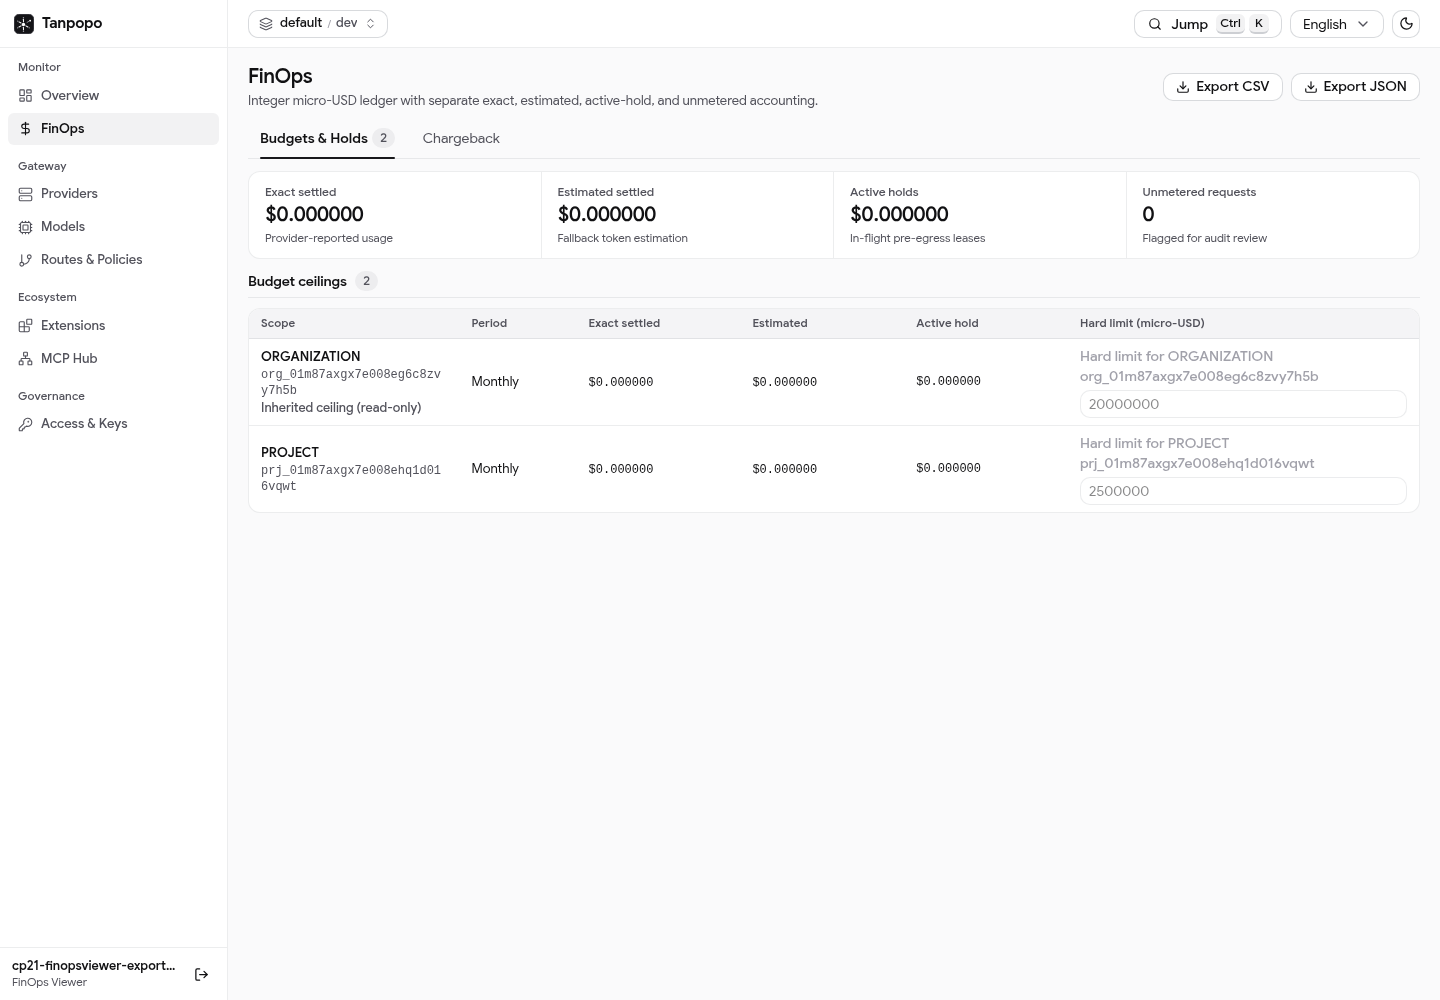 Tanpopo
default / dev
Jump Ctrl K
English
Monitor
Overview
FinOps
Gateway
Providers
Models
Routes & Policies
Ecosystem
Extensions
MCP Hub
Governance
Access & Keys
cp21-finopsviewer-export...
FinOps Viewer
FinOps
Integer micro-USD ledger with separate exact, estimated, active-hold, and unmetered accounting.
Export CSV
Export JSON
Budgets & Holds 2
Chargeback
Exact settled
$0.000000
Provider-reported usage
Estimated settled
$0.000000
Fallback token estimation
Active holds
$0.000000
In-flight pre-egress leases
Unmetered requests
0
Flagged for audit review
Budget ceilings 2
Scope Period Exact settled Estimated Active hold Hard limit (micro-USD)
ORGANIZATION
org_01m87axgx7e008eg6c8zv
y7h5b
Inherited ceiling (read-only)
Monthly
$0.000000
$0.000000
$0.000000
Hard limit for ORGANIZATION
org_01m87axgx7e008eg6c8zvy7h5b
20000000
PROJECT
prj_01m87axgx7e008ehq1d01
6vqwt
Monthly
$0.000000
$0.000000
$0.000000
Hard limit for PROJECT
prj_01m87axgx7e008ehq1d016vqwt
2500000